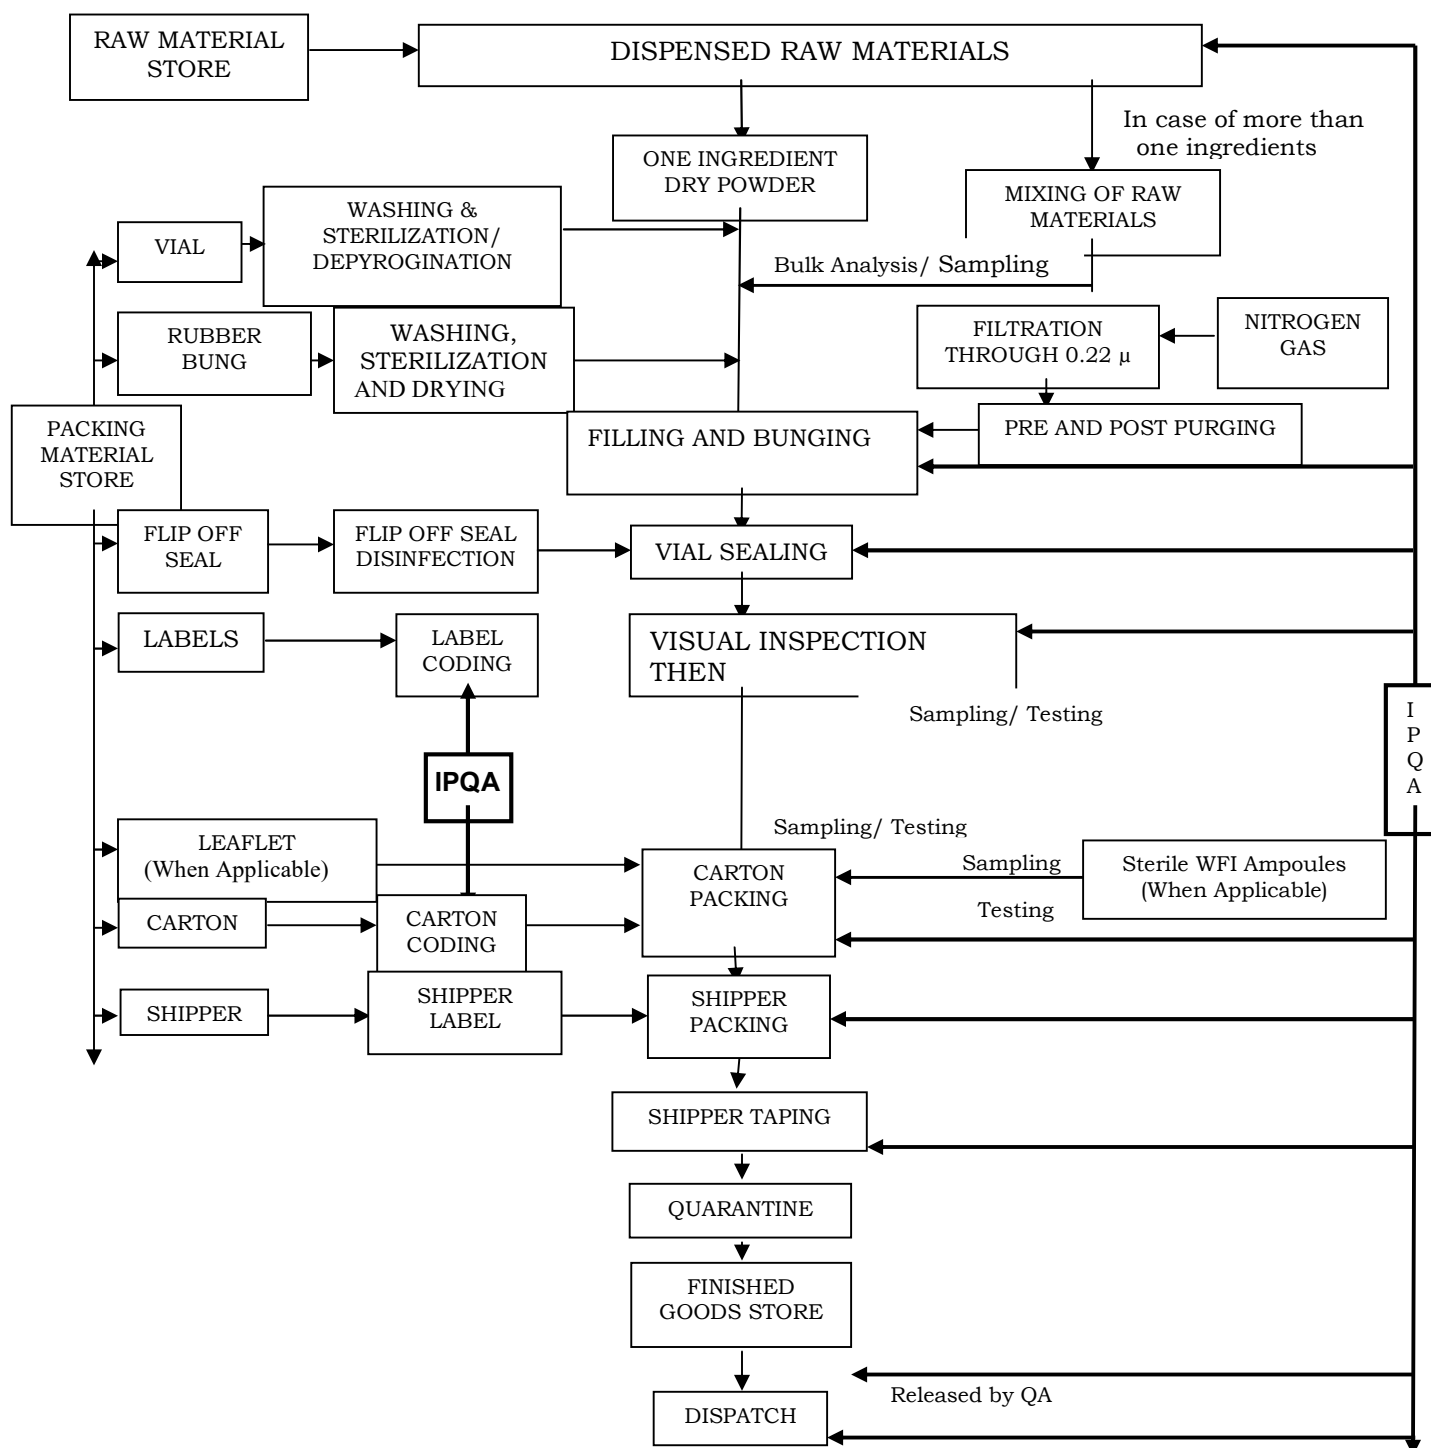 RAW MATERIAL
STORE
DISPENSED RAW MATERIALS
In case of more than
one ingredients
ONE INGREDIENT
DRY POWDER
MIXING OF RAW
MATERIALS
WASHING &
STERILIZATION/
DEPYROGINATION
VIAL
Bulk Analysis/ Sampling
RUBBER
BUNG
WASHING,
STERILIZATION
AND DRYING
FILTRATION
THROUGH 0.22 µ
NITROGEN
GAS
PACKING
MATERIAL
STORE
FILLING AND BUNGING
PRE AND POST PURGING
FLIP OFF
SEAL
FLIP OFF SEAL
DISINFECTION
VIAL SEALING
LABELS
LABEL
CODING
VISUAL INSPECTION
THEN
Sampling/ Testing
I
P
Q
A
IPQA
Sampling/ Testing
LEAFLET
(When Applicable)
CARTON
PACKING
Sampling
Sterile WFI Ampoules
(When Applicable)
Testing
CARTON
CARTON
CODING
SHIPPER
SHIPPER
LABEL
SHIPPER
PACKING
SHIPPER TAPING
QUARANTINE
FINISHED
GOODS STORE
Released by QA
DISPATCH